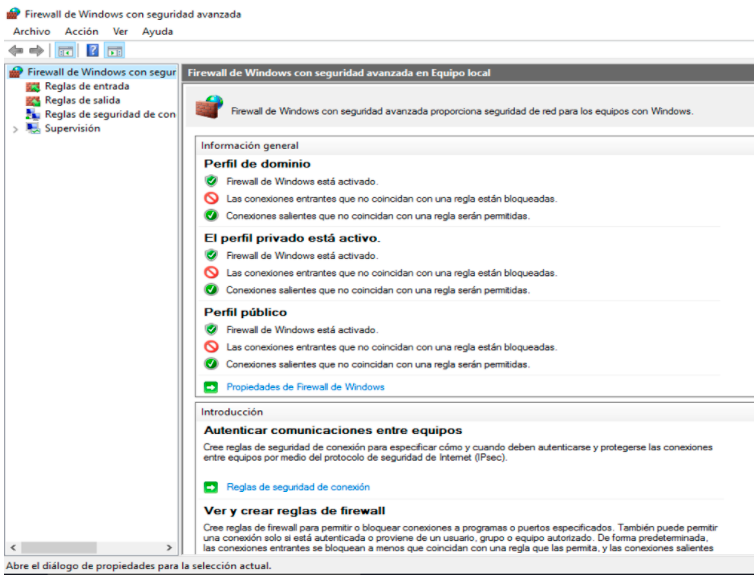 Firewall de Windows con seguridad avanzada
Archivo Acción Ver Ayuda
Firewall de Windows con segur
Reglas de entrada
Reglas de salida
Reglas de seguridad de con
Supervisión
Firewall de Windows con seguridad avanzada en Equipo local
Firewall de Windows con seguridad avanzada proporciona seguridad de red para los equipos con Windows.
Información general
Perfil de dominio
Firewall de Windows está activado.
Las conexiones entrantes que no coincidan con una regla están bloqueadas.
Conexiones salientes que no coincidan con una regla serán permitidas.
El perfil privado está activo.
Firewall de Windows está activado.
Las conexiones entrantes que no coincidan con una regla están bloqueadas.
Conexiones salientes que no coincidan con una regla serán permitidas.
Perfil público
Firewall de Windows está activado.
Las conexiones entrantes que no coincidan con una regla están bloqueadas.
Conexiones salientes que no coincidan con una regla serán permitidas.
Propiedades de Firewall de Windows
Introducción
Autenticar comunicaciones entre equipos
Cree reglas de seguridad de conexión para especificar cómo y cuando deben autenticarse y protegerse las conexiones
entre equipos por medio del protocolo de seguridad de Internet (IPsec).
Reglas de seguridad de conexión
Ver y crear reglas de firewall
Cree reglas de firewall para permitir o bloquear conexiones a programas o puertos especificados. También puede permitir
una conexión solo si está autenticada o proviene de un usuario, grupo o equipo autorizado. De forma predeterminada,
las conexiones entrantes se bloquean a menos que coincidan con una regla que las permita, y las conexiones salientes
Abre el diálogo de propiedades para la selección actual.